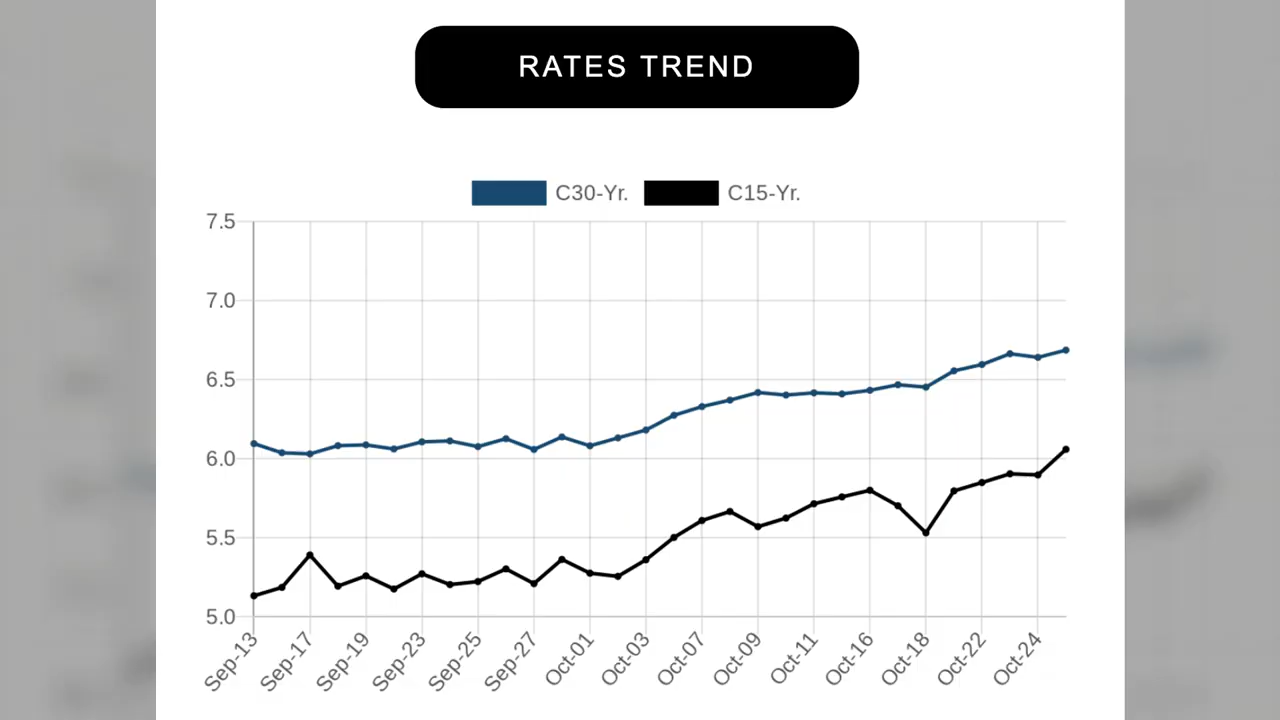 RATES TREND
C30-Yr. C15-Yr.
7.5
7.0
6.5
6.0
5.5
5.0
Sep-13 Sep-17 Sep-19 Sep-23 Sep-25 Sep-27 Oct-01 Oct-03 Oct-07 Oct-09 Oct-11 Oct-16 Oct-18 Oct-22 Oct-24